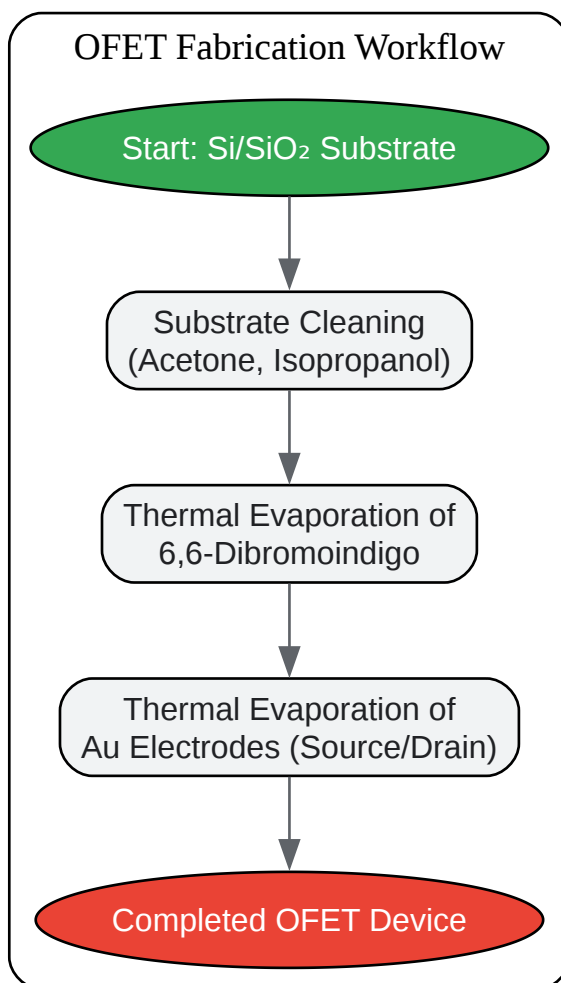 OFET Fabrication Workflow
Start: Si/SiO₂ Substrate
Substrate Cleaning
(Acetone, Isopropanol)
Thermal Evaporation of
6,6-Dibromoindigo
Thermal Evaporation of
Au Electrodes (Source/Drain)
Completed OFET Device